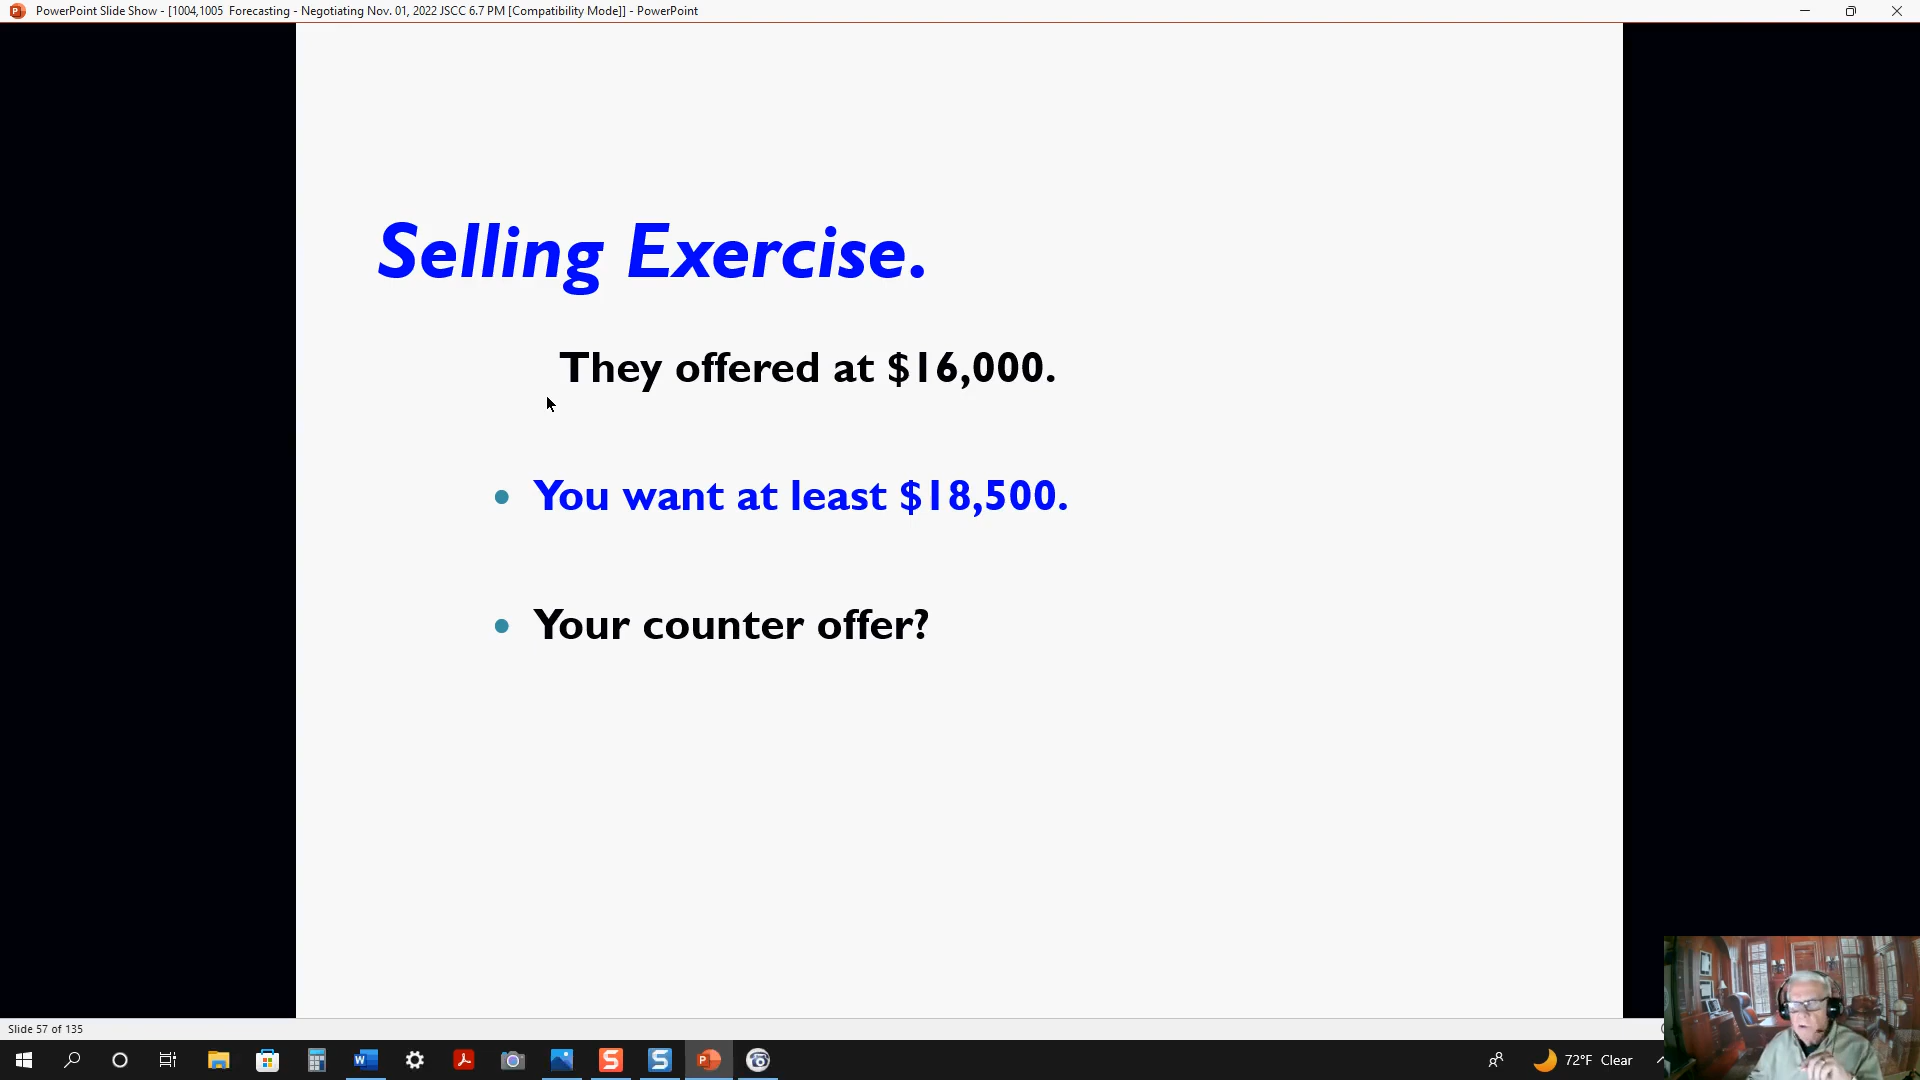 PowerPoint Slide Show - [1004,1005  Forecasting - Negotiating Nov. 01, 2022 JSCC 6.7 PM [Compatibility Mode]] - PowerPoint
Selling Exercise.
They offered at $16,000.
• You want at least $18,500.
• Your counter offer?
Slide 57 of 135
72°F Clear